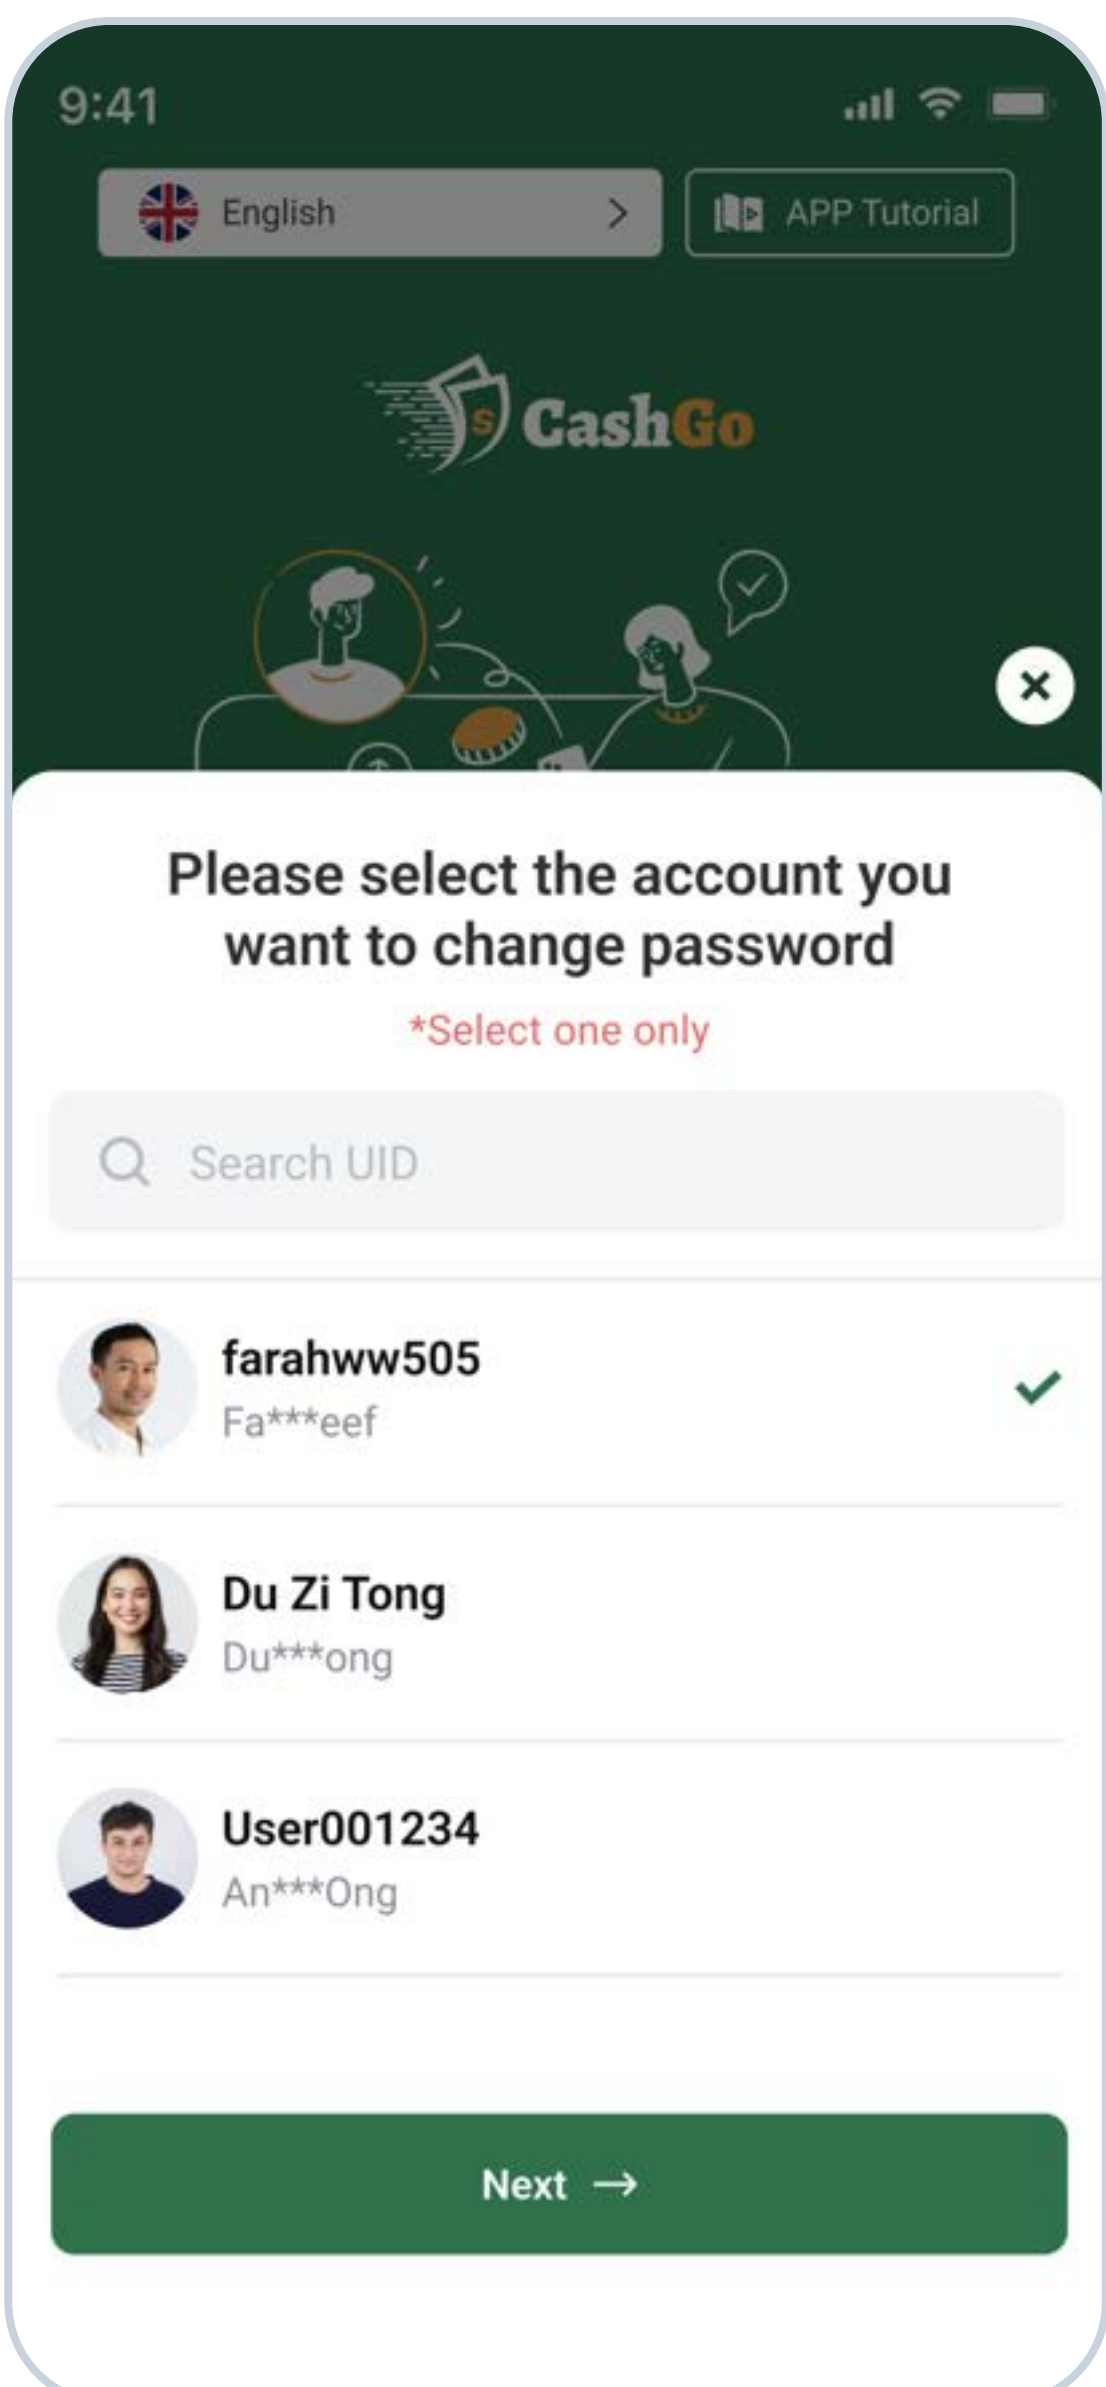 9:41
English
APP Tutorial
S
CashGo
Please select the account you
want to change password
*Select one only
Search UID
farahww505
Fa***eef
Du Zi Tong
Du***ong
User001234
An***Ong
Next →